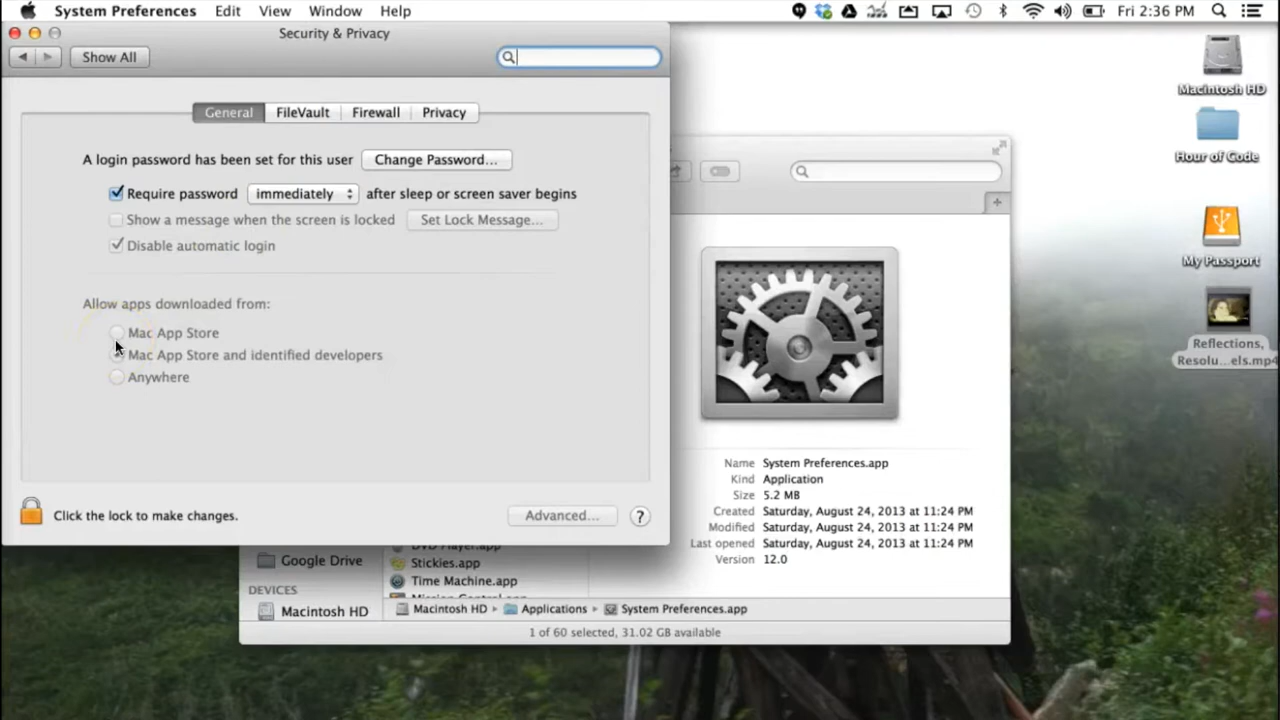 System Preferences Edit View Window Help Fri 2:36 PM
Security & Privacy
Show All
General FileVault Firewall Privacy
A login password has been set for this user Change Password...
Require password immediately after sleep or screen saver begins
Show a message when the screen is locked Set Lock Message...
Disable automatic login
Allow apps downloaded from:
Mac App Store
Mac App Store and identified developers
Anywhere
Click the lock to make changes. Advanced... ?
Macintosh HD
Hour of Code
My Passport
Reflections,
Resolu...els.mp4
Name System Preferences.app
Kind Application
Size 5.2 MB
Created Saturday, August 24, 2013 at 11:24 PM
Modified Saturday, August 24, 2013 at 11:24 PM
Last opened Saturday, August 24, 2013 at 11:24 PM
Version 12.0
Google Drive
DEVICES
Macintosh HD
DVD Player.app
Stickies.app
Time Machine.app
Mission Control.app
Macintosh HD Applications System Preferences.app
1 of 60 selected, 31.02 GB available